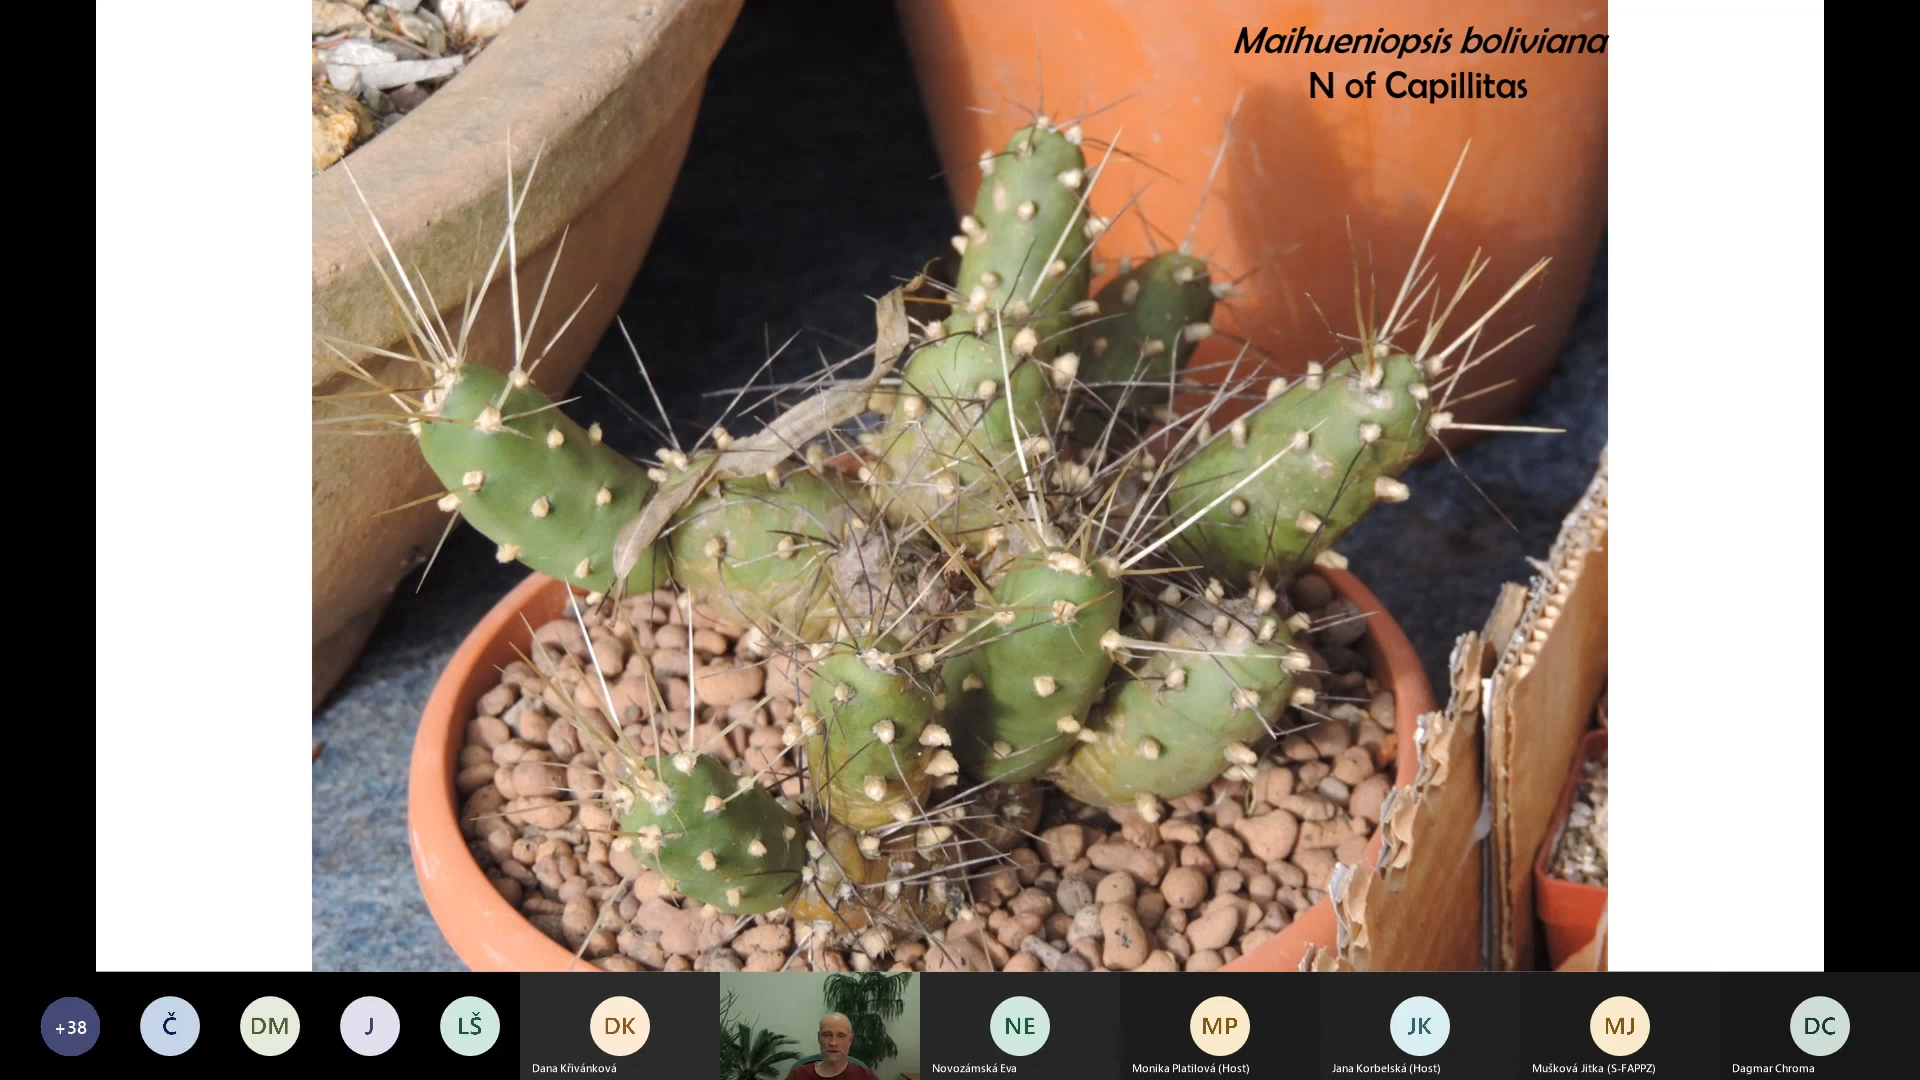 Maihueniopsis boliviana
N of Capillitas
+38
Č
DM
J
LŠ
DK
NE
MP
JK
MJ
DC
Dana Křivánková
Novozámská Eva
Monika Platilová (Host)
Jana Korbelská (Host)
Mušková Jitka (S-FAPPZ)
Dagmar Chroma